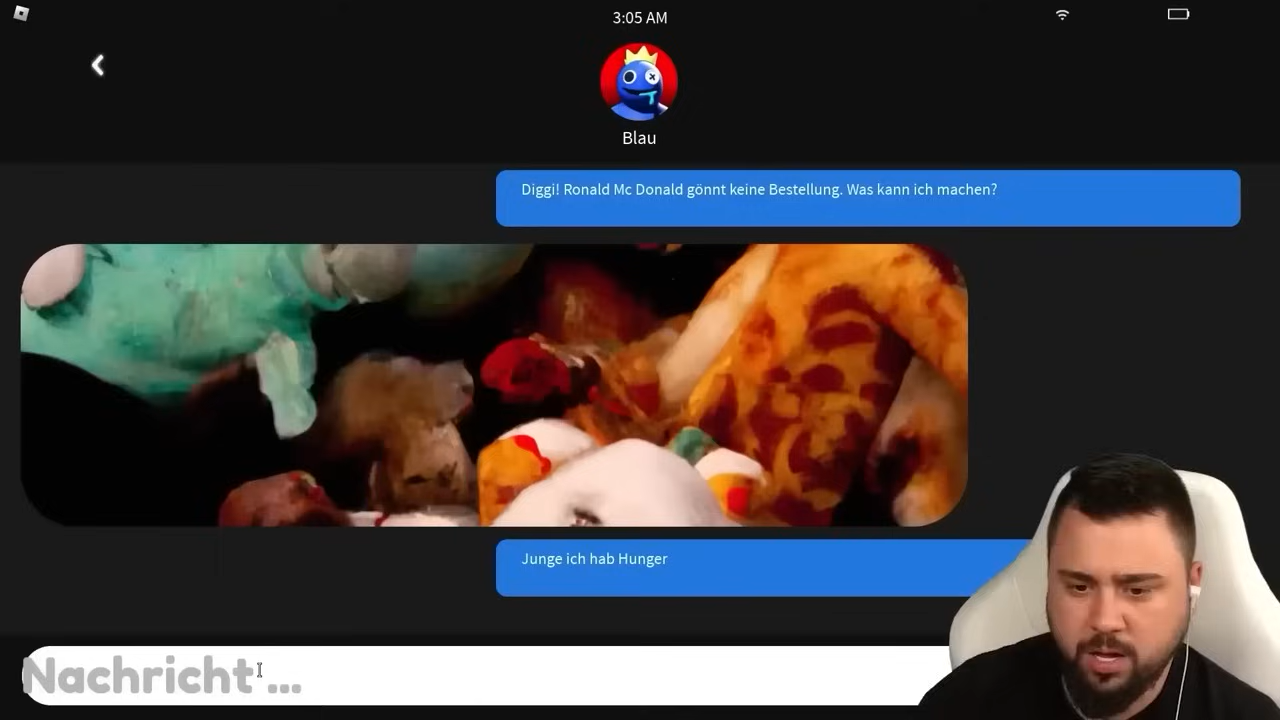 3:05 AM
Blau
Diggi! Ronald Mc Donald gönnt keine Bestellung. Was kann ich machen?
Junge ich hab Hunger
Nachricht ...